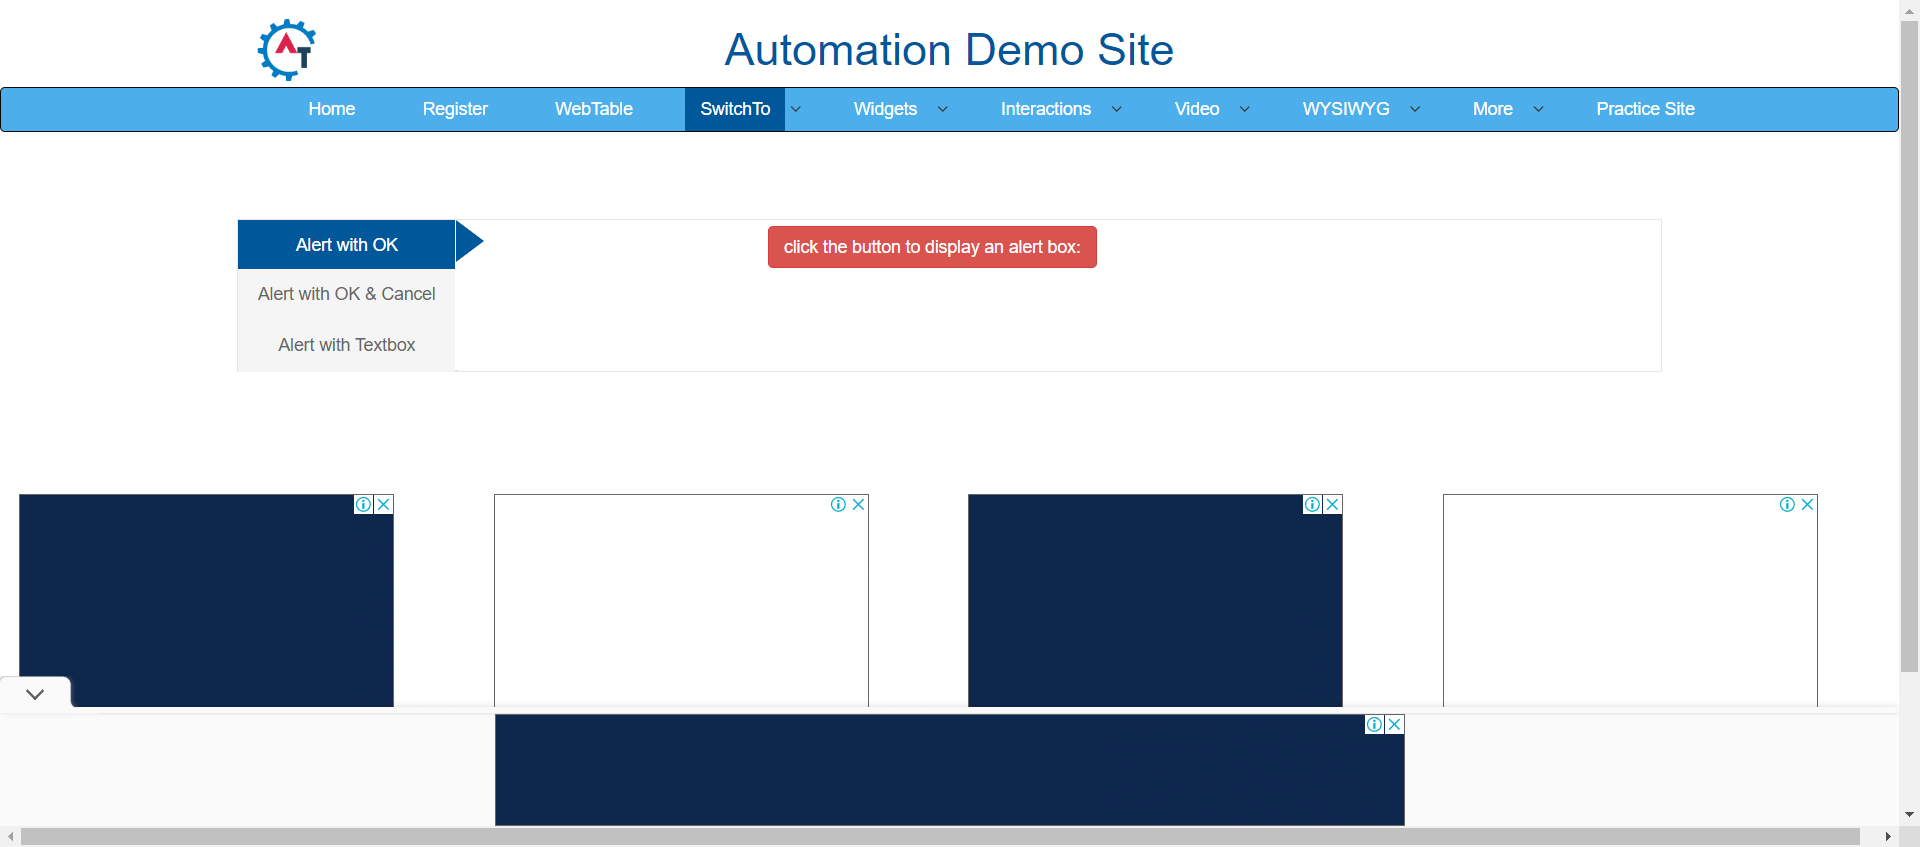 AT
Automation Demo Site
Home Register WebTable SwitchTo Widgets Interactions Video WYSIWYG More Practice Site
Alert with OK
click the button to display an alert box:
Alert with OK & Cancel
Alert with Textbox